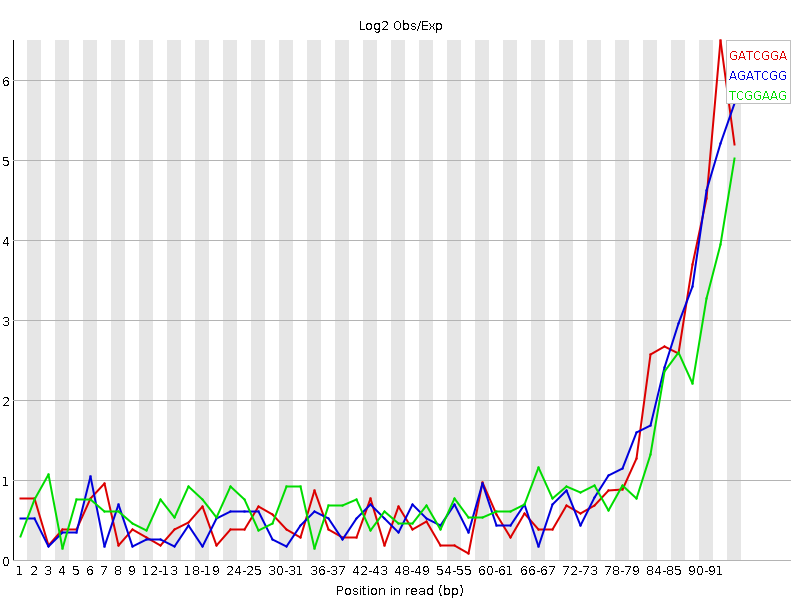 Log2 Obs/Exp
GATCGGA
AGATCGG
TCGGAAG
6
5
4
3
2
1
0
1 2 3 4 5 6 7 8 9 12-13 18-19 24-25 30-31 36-37 42-43 48-49 54-55 60-61 66-67 72-73 78-79 84-85 90-91
Position in read (bp)